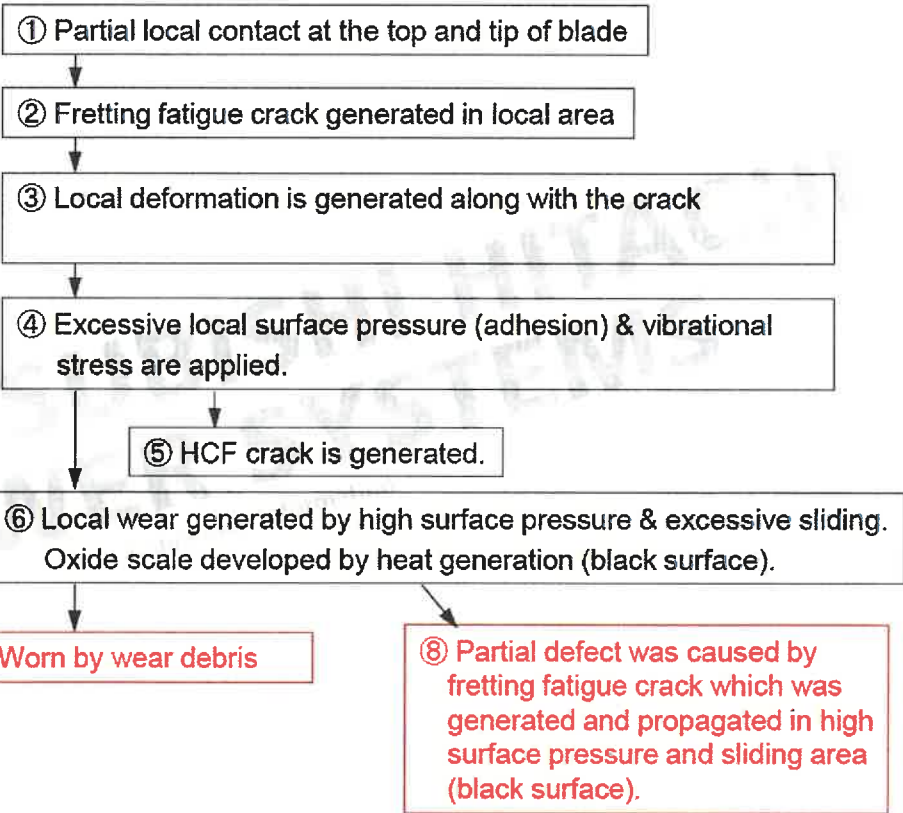 ① Partial local contact at the top and tip of blade
② Fretting fatigue crack generated in local area
③ Local deformation is generated along with the crack
④ Excessive local surface pressure (adhesion) & vibrational
stress are applied.
⑤ HCF crack is generated.
⑥ Local wear generated by high surface pressure & excessive sliding.
Oxide scale developed by heat generation (black surface).
Worn by wear debris
⑧ Partial defect was caused by
fretting fatigue crack which was
generated and propagated in high
surface pressure and sliding area
(black surface).